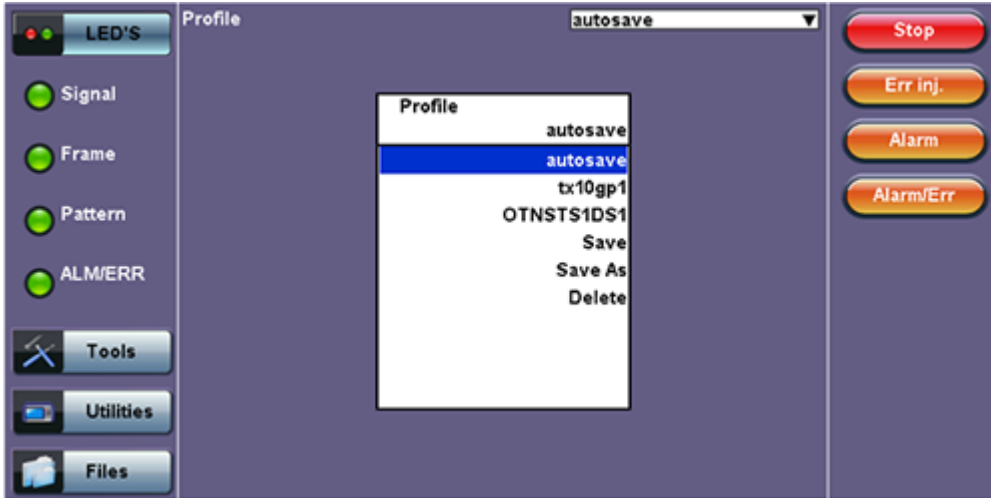 LED'S
Signal
Frame
Pattern
ALM/ERR
Tools
Utilities
Files
Profile
autosave
Profile
autosave
autosave
tx10gp1
OTNSTS1DS1
Save
Save As
Delete
Stop
Err inj.
Alarm
Alarm/Err